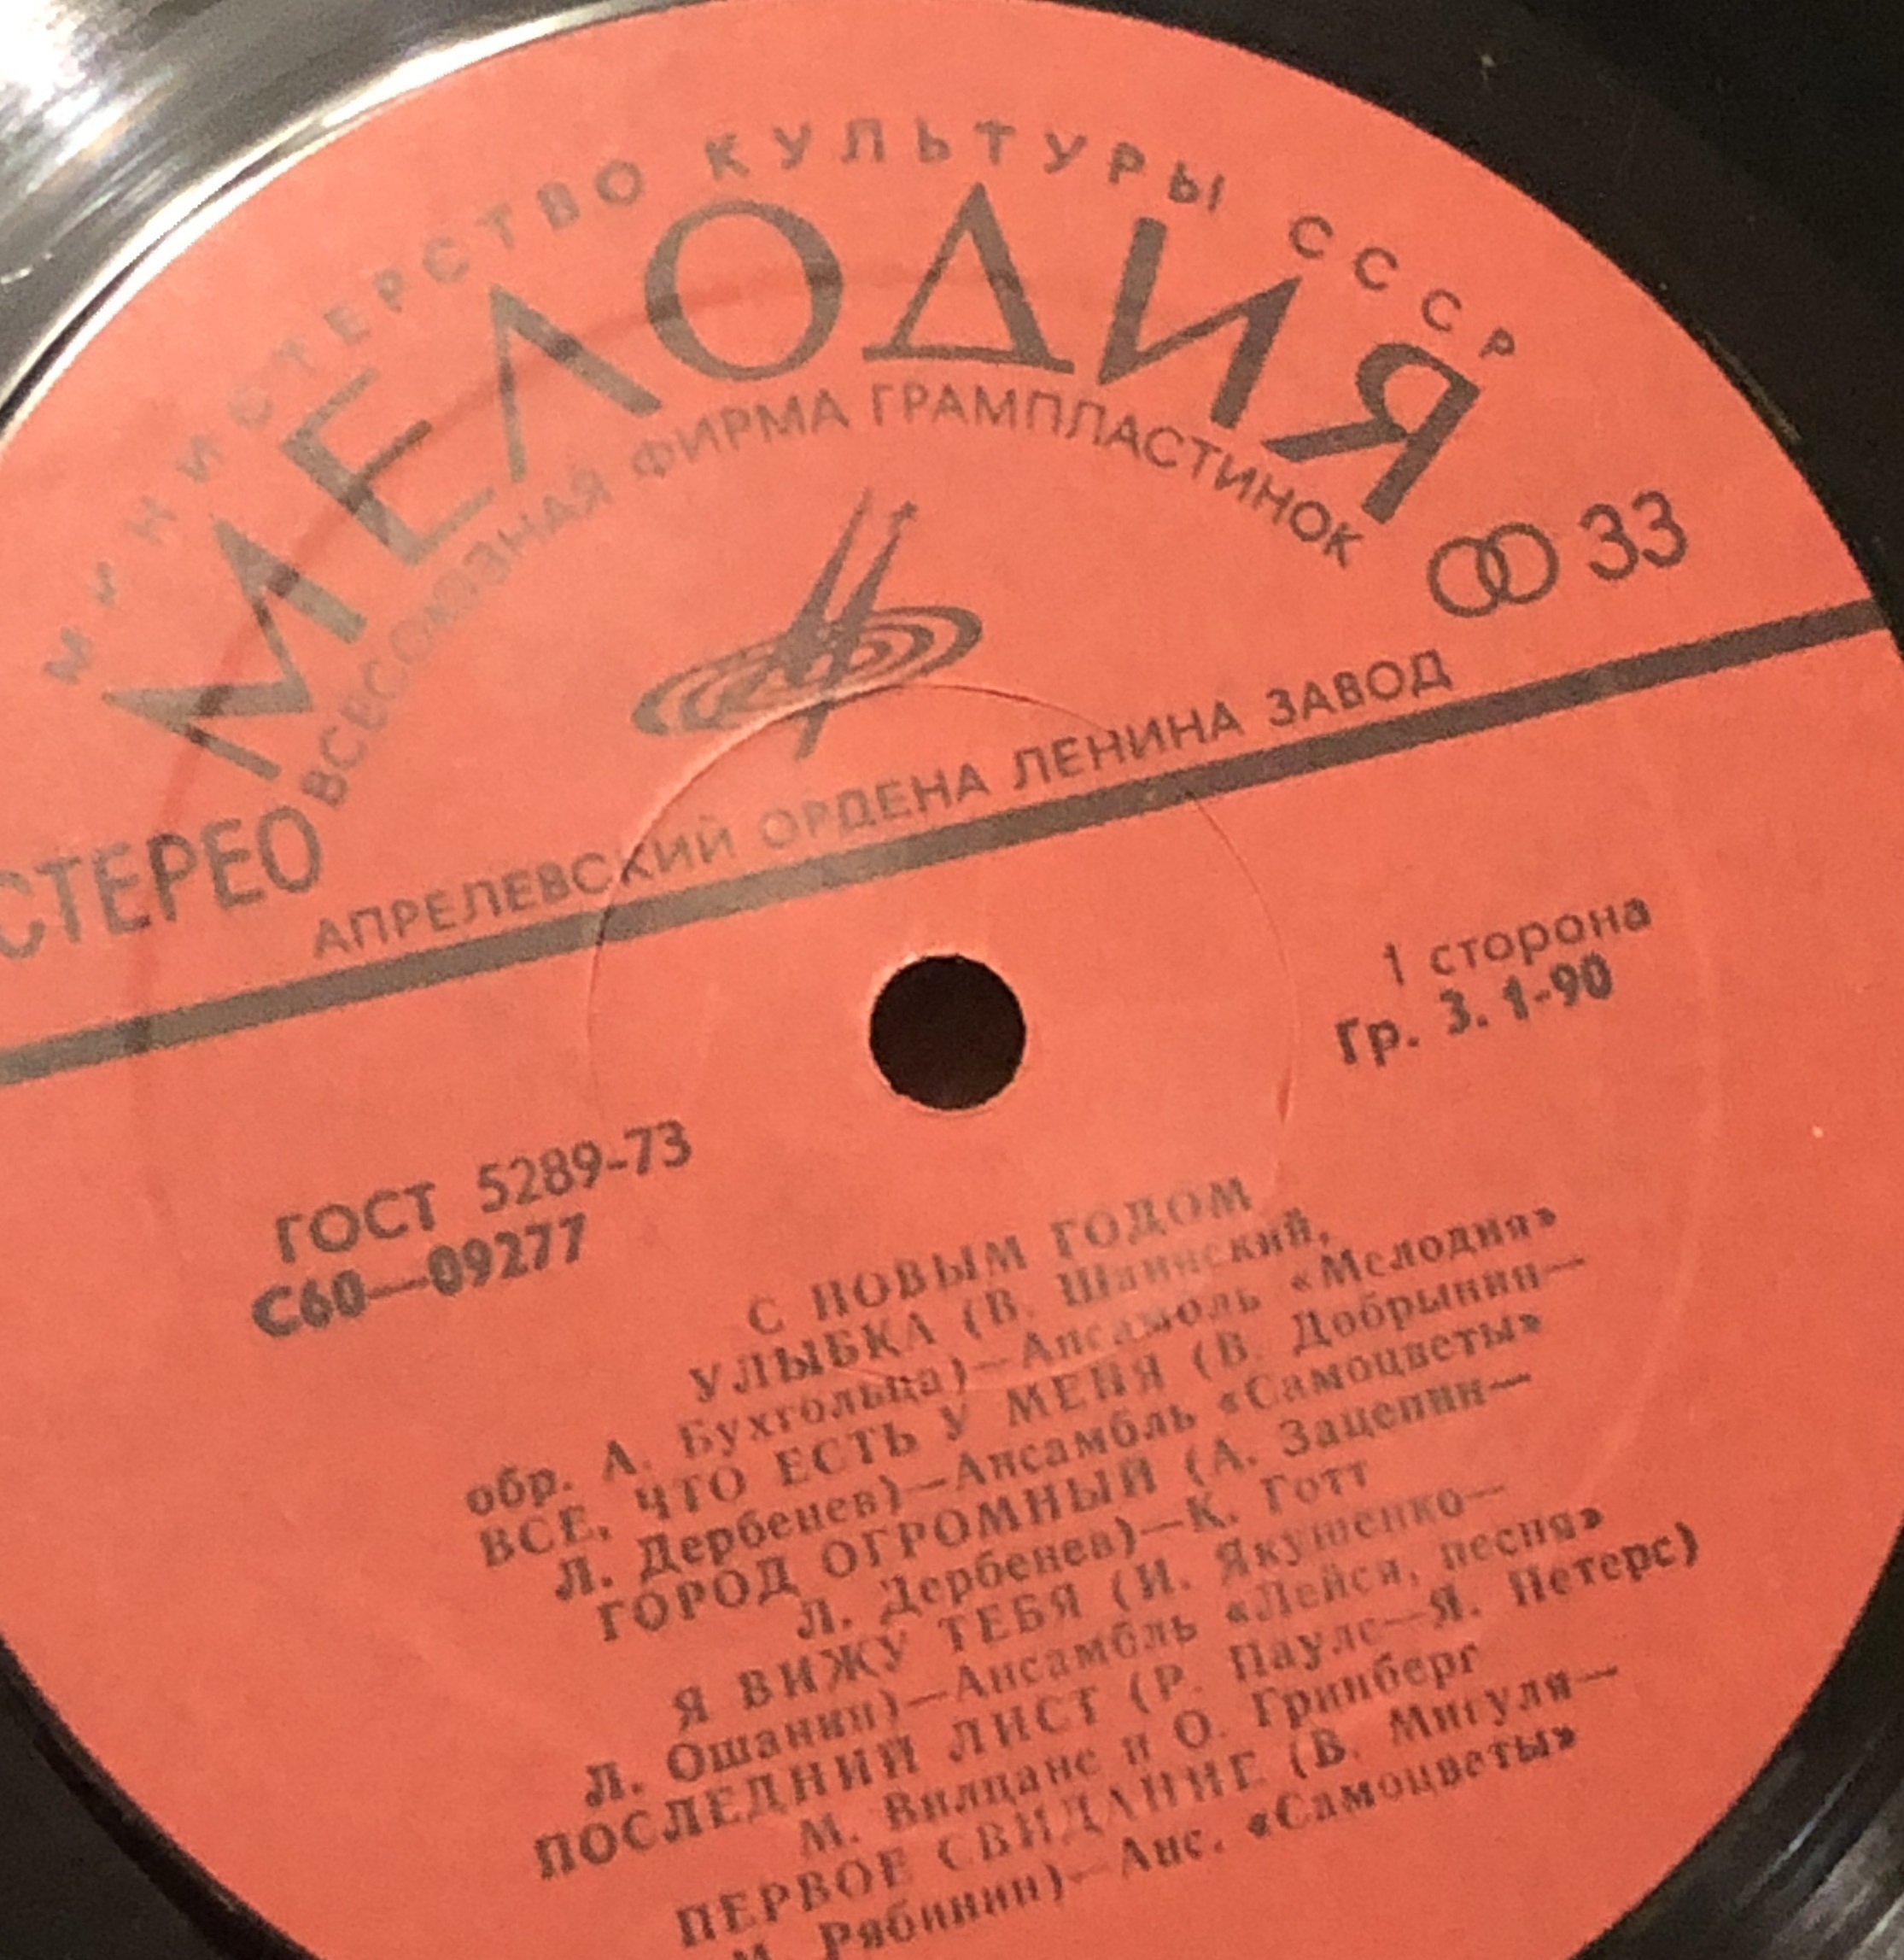 МИНИСТЕРСТВО КУЛЬТУРЫ СССР
МЕЛОДИЯ
ВСЕСОЮЗНАЯ ФИРМА ГРАМПЛАСТИНОК
СТЕРЕО
33
АПРЕЛЕВСКИЙ ОРДЕНА ЛЕНИНА ЗАВОД
1 сторона
Гр. 3. 1-90
ГОСТ 5289-73
С60—09277
С НОВЫМ ГОДОМ
УЛЫБКА (В. Шаинский,
обр. А. Бухгольца)—Ансамбль «Мелодия»
ВСЕ, ЧТО ЕСТЬ У МЕНЯ (В. Добрынин—
Л. Дербенев)—Ансамбль «Самоцветы»
ГОРОД ОГРОМНЫЙ (А. Зацепин—
Л. Дербенев)—К. Готт
Я ВИЖУ ТЕБЯ (И. Якушенко—
Л. Ошанин)—Ансамбль «Лейся, песня»
ПОСЛЕДНИЙ ЛИСТ (Р. Паулс—Я. Петерс)
М. Вилцане и О. Гринберг
ПЕРВОЕ СВИДАНИЕ (В. Мигуля—
М. Рябинин)—Анс. «Самоцветы»